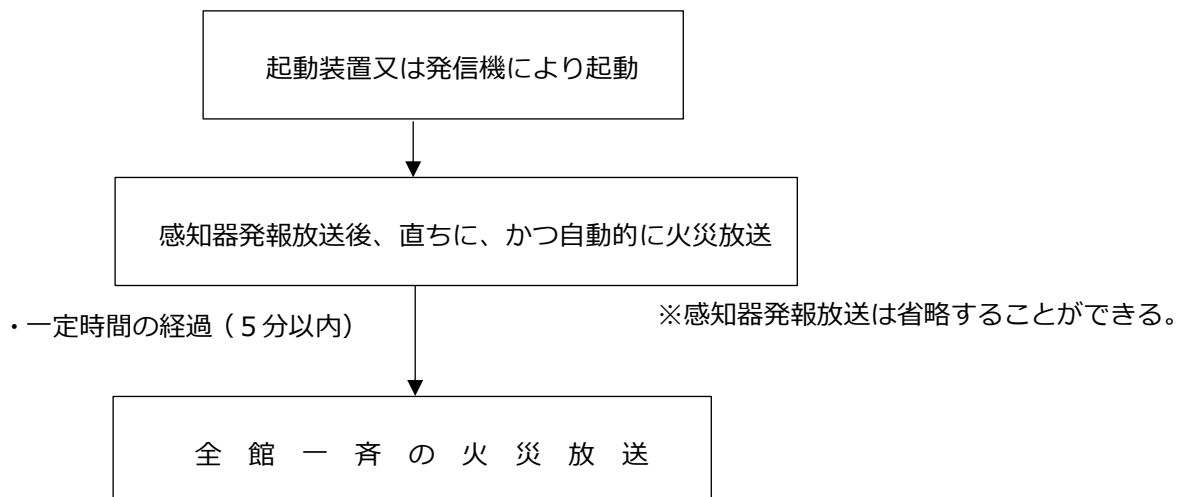 起動装置又は発信機により起動
感知器発報放送後、直ちに、かつ自動的に火災放送
・一定時間の経過（５分以内）
※感知器発報放送は省略することができる。
全　館　一　斉　の　火　災　放　送